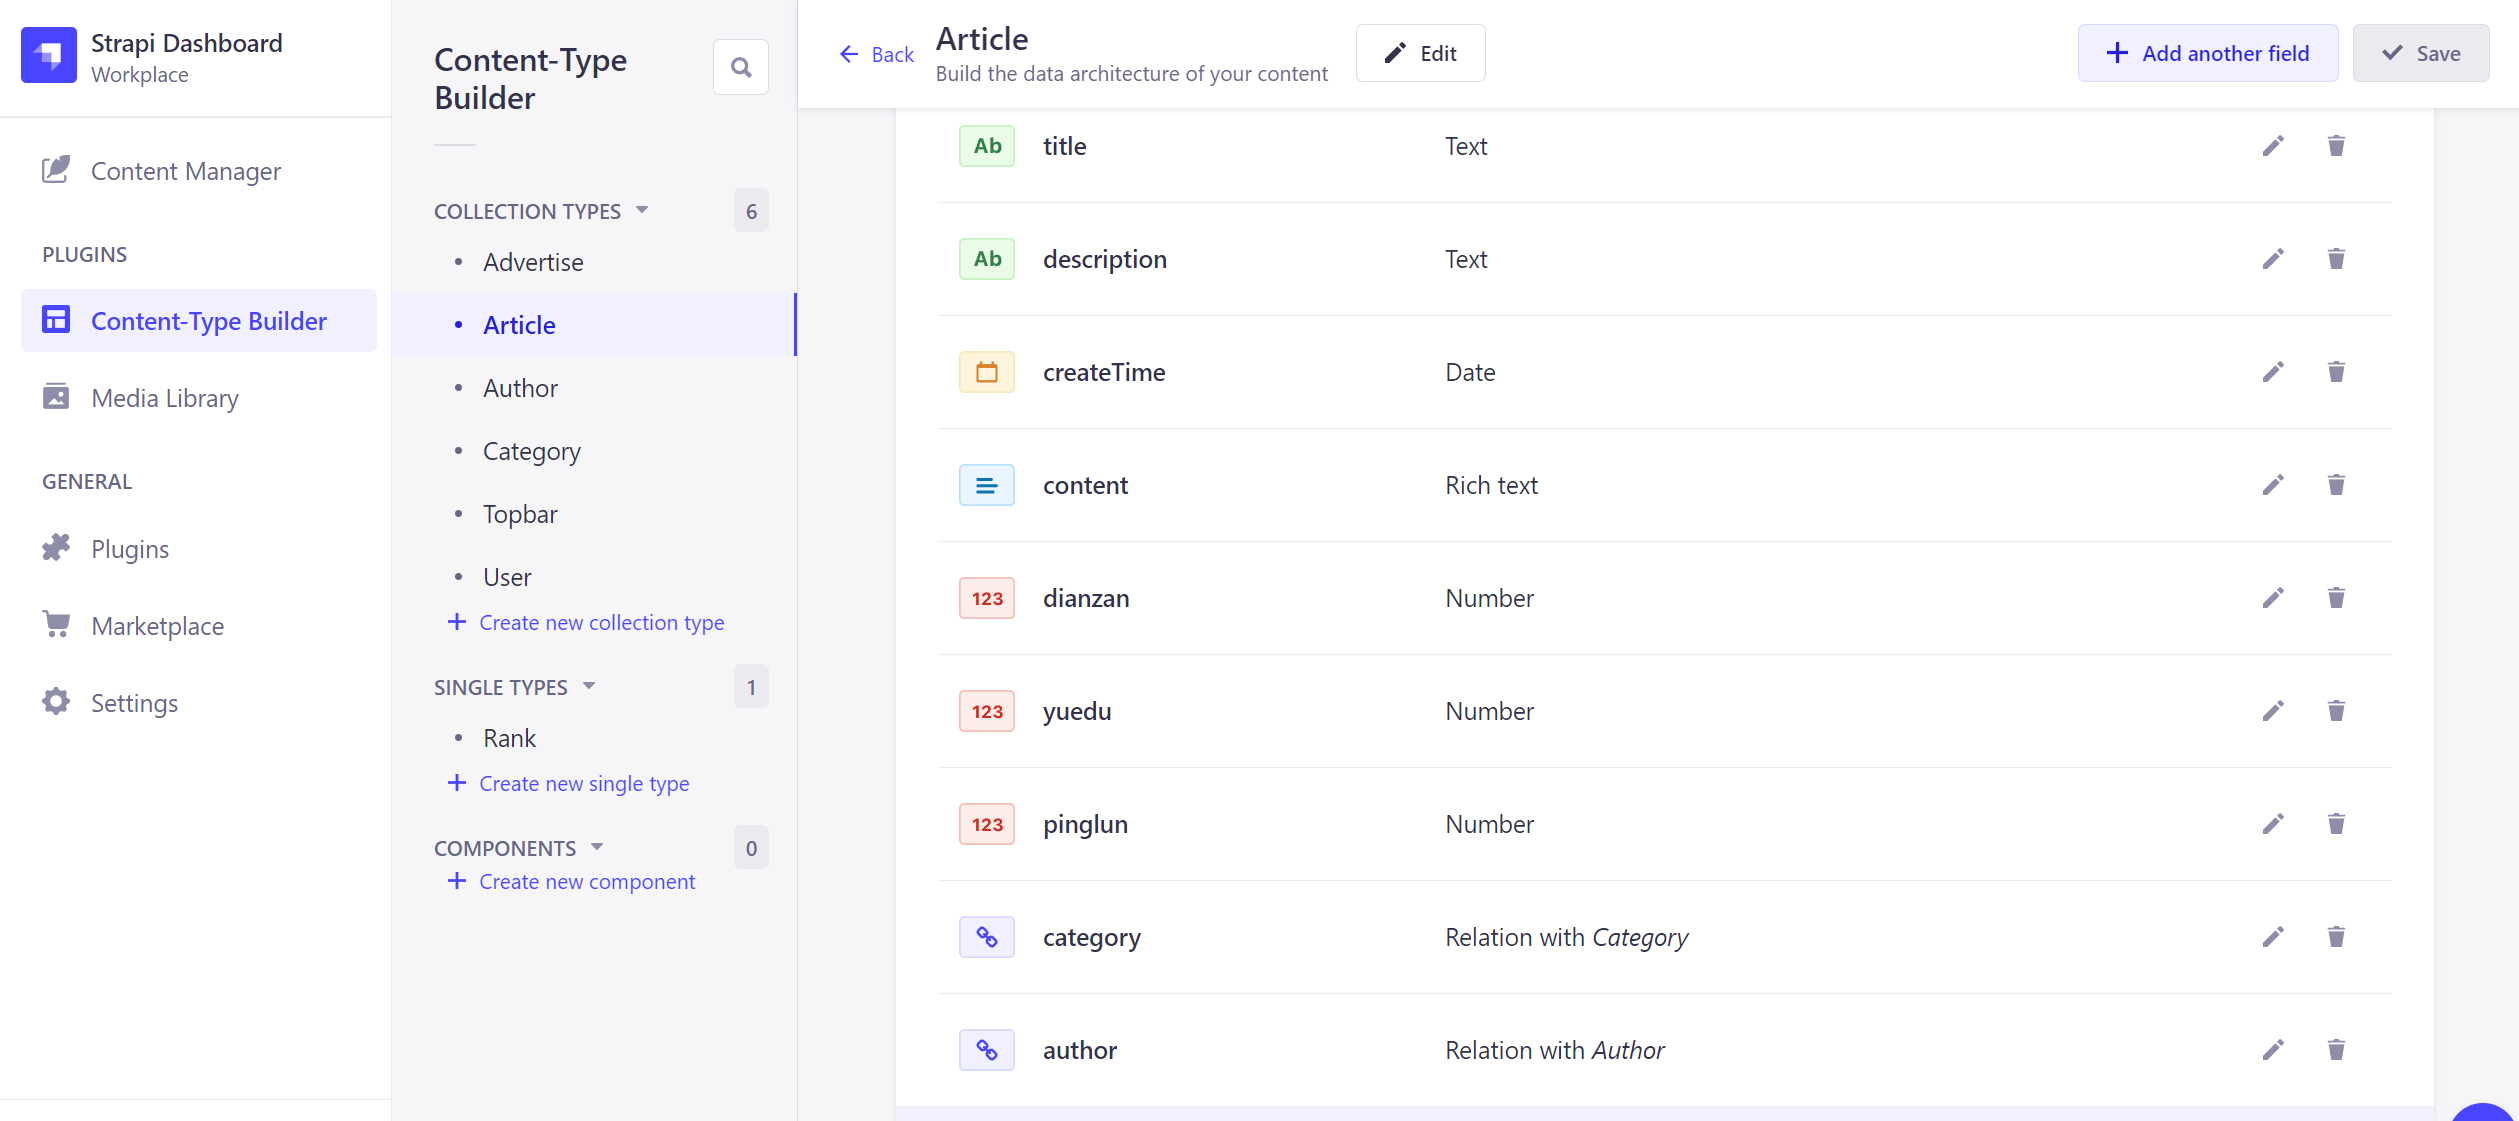 Strapi Dashboard
Workplace
Content Manager
PLUGINS
Content-Type Builder
Media Library
GENERAL
Plugins
Marketplace
Settings
Content-Type
Builder
COLLECTION TYPES 6
Advertise
Article
Author
Category
Topbar
User
Create new collection type
SINGLE TYPES 1
Rank
Create new single type
COMPONENTS 0
Create new component
Back
Article
Build the data architecture of your content
Edit
Add another field
Save
Ab title Text
Ab description Text
createTime Date
content Rich text
123 dianzan Number
123 yuedu Number
123 pinglun Number
category Relation with Category
author Relation with Author